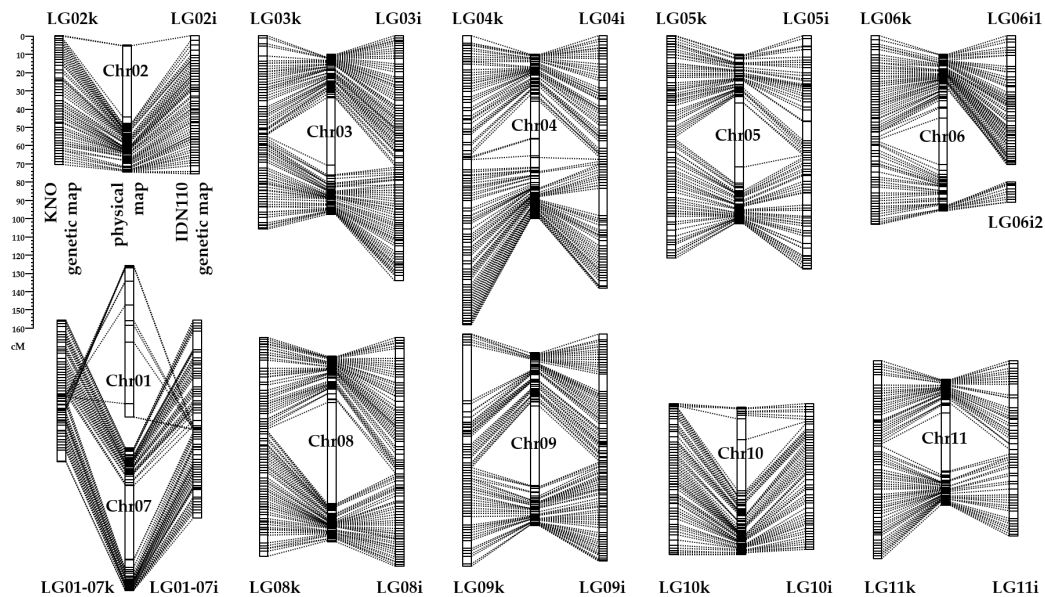 LG02k LG02i LG03k LG03i LG04k LG04i LG05k LG05i LG06k LG06i1
0
10
20
30
40
50
60
70
80
90
100
110
120
130
140
150
160
cM
Chr02
Chr03
Chr04
Chr05
Chr06
KNO
genetic map
physical
map
IDN110
genetic map
LG06i2
Chr01
Chr07
Chr08
Chr09
Chr10
Chr11
LG01-07k LG01-07i LG08k LG08i LG09k LG09i LG10k LG10i LG11k LG11i